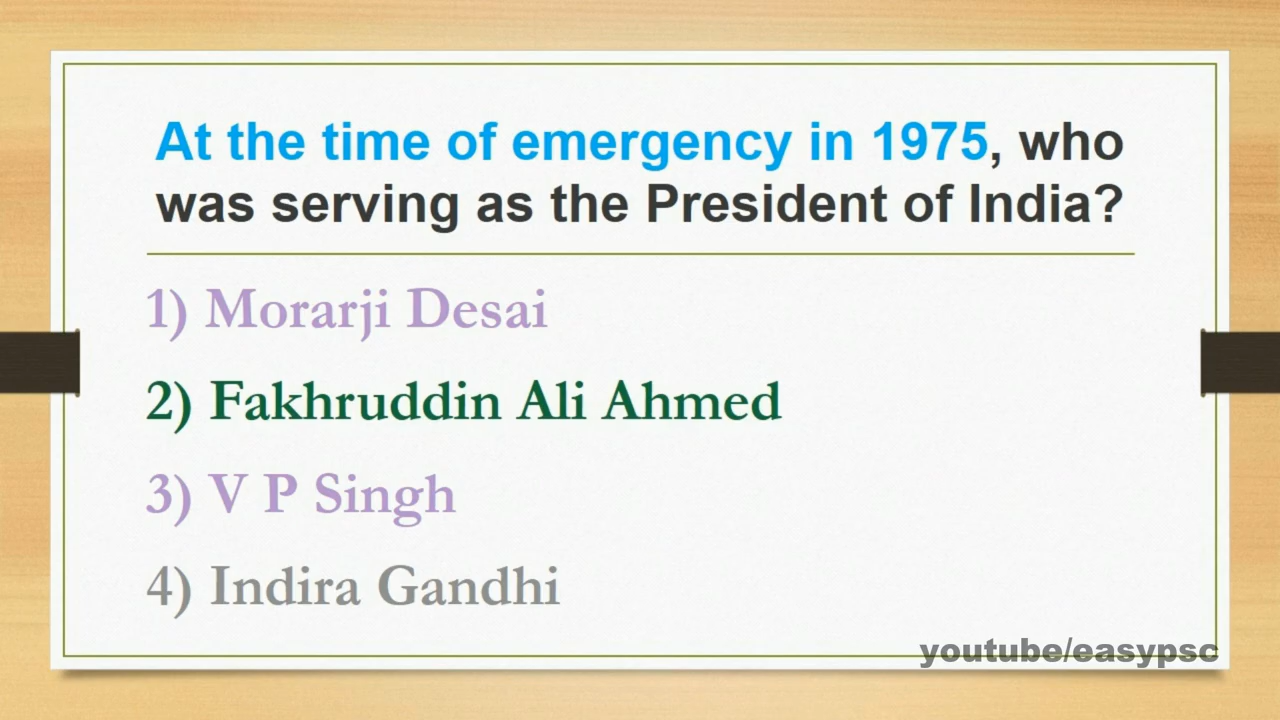 At the time of emergency in 1975, who
was serving as the President of India?
1) Morarji Desai
2) Fakhruddin Ali Ahmed
3) V P Singh
4) Indira Gandhi
youtube/easypsc